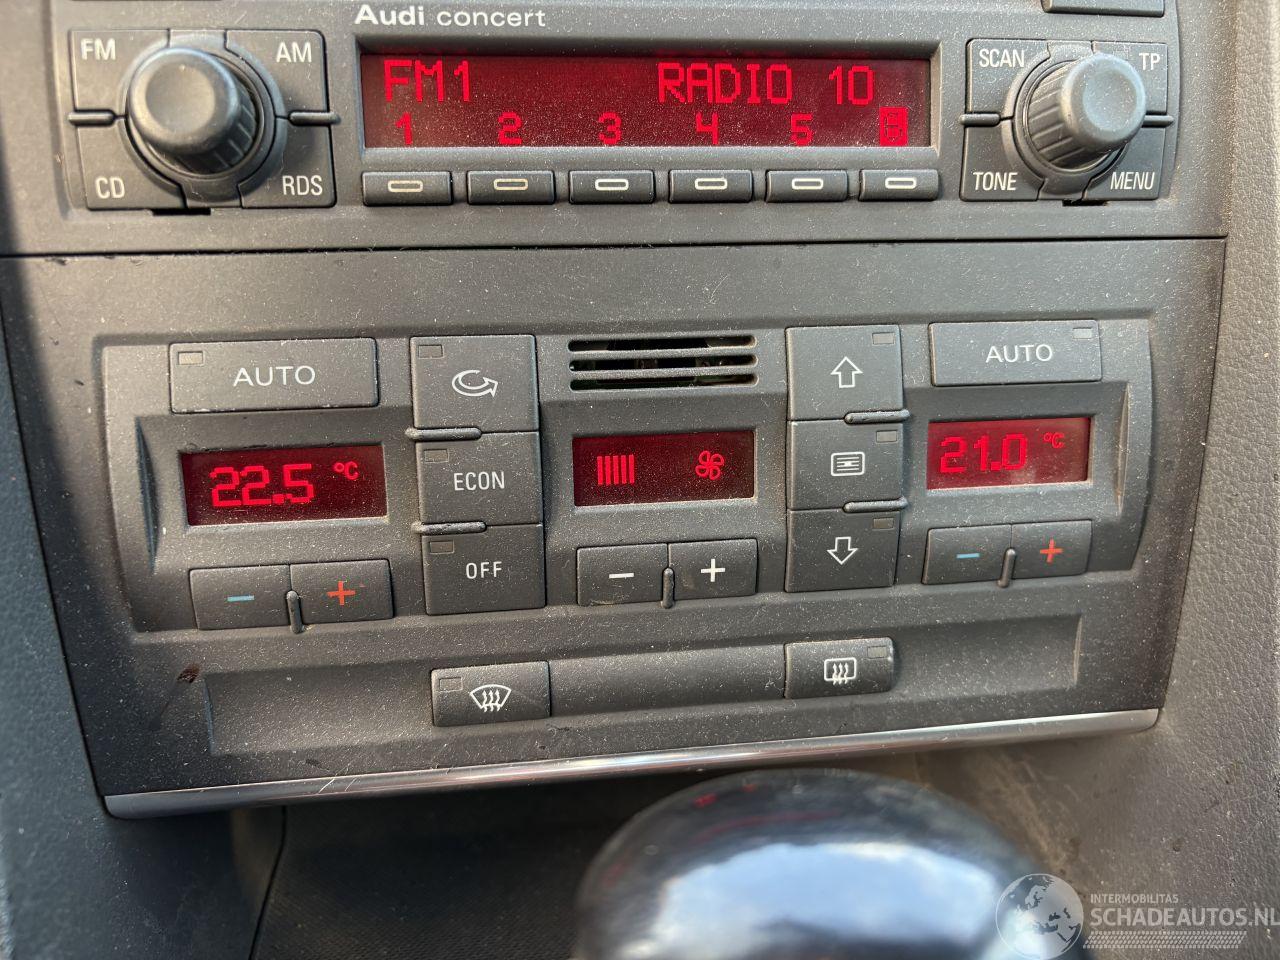 Audi concert
FM AM
CD RDS
FM1 RADIO 10
1 2 3 4 5 6
SCAN TP
TONE MENU
AUTO
22.5 °C
- +
ECON
OFF
- +
AUTO
21.0 °C
- +
INTERMOBILITAS
SCHADEAUTOS.NL